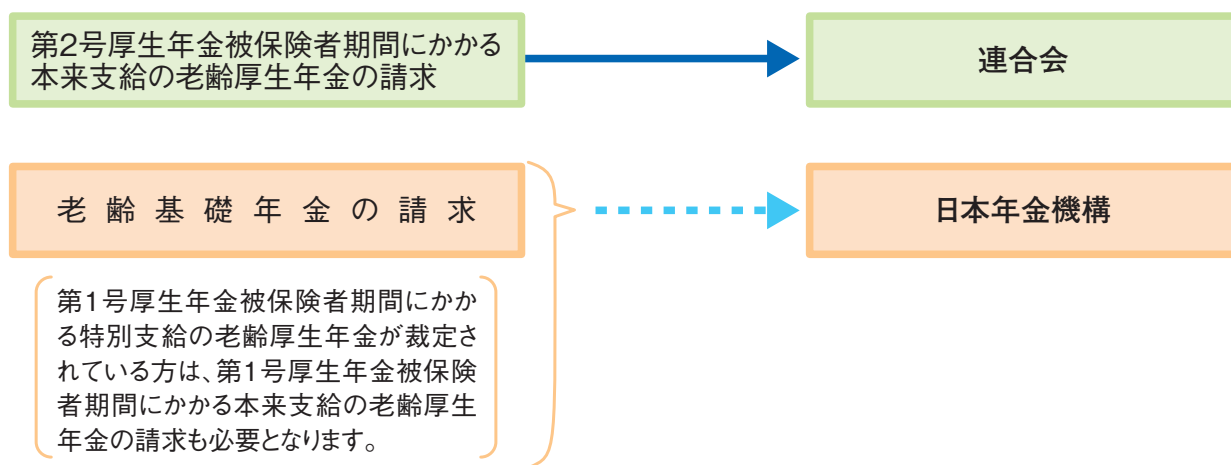 第2号厚生年金被保険者期間にかかる
本来支給の老齢厚生年金の請求
連合会
老齢基礎年金の請求
日本年金機構
第1号厚生年金被保険者期間にかか
る特別支給の老齢厚生年金が裁定さ
れている方は、第1号厚生年金被保険
者期間にかかる本来支給の老齢厚生
年金の請求も必要となります。